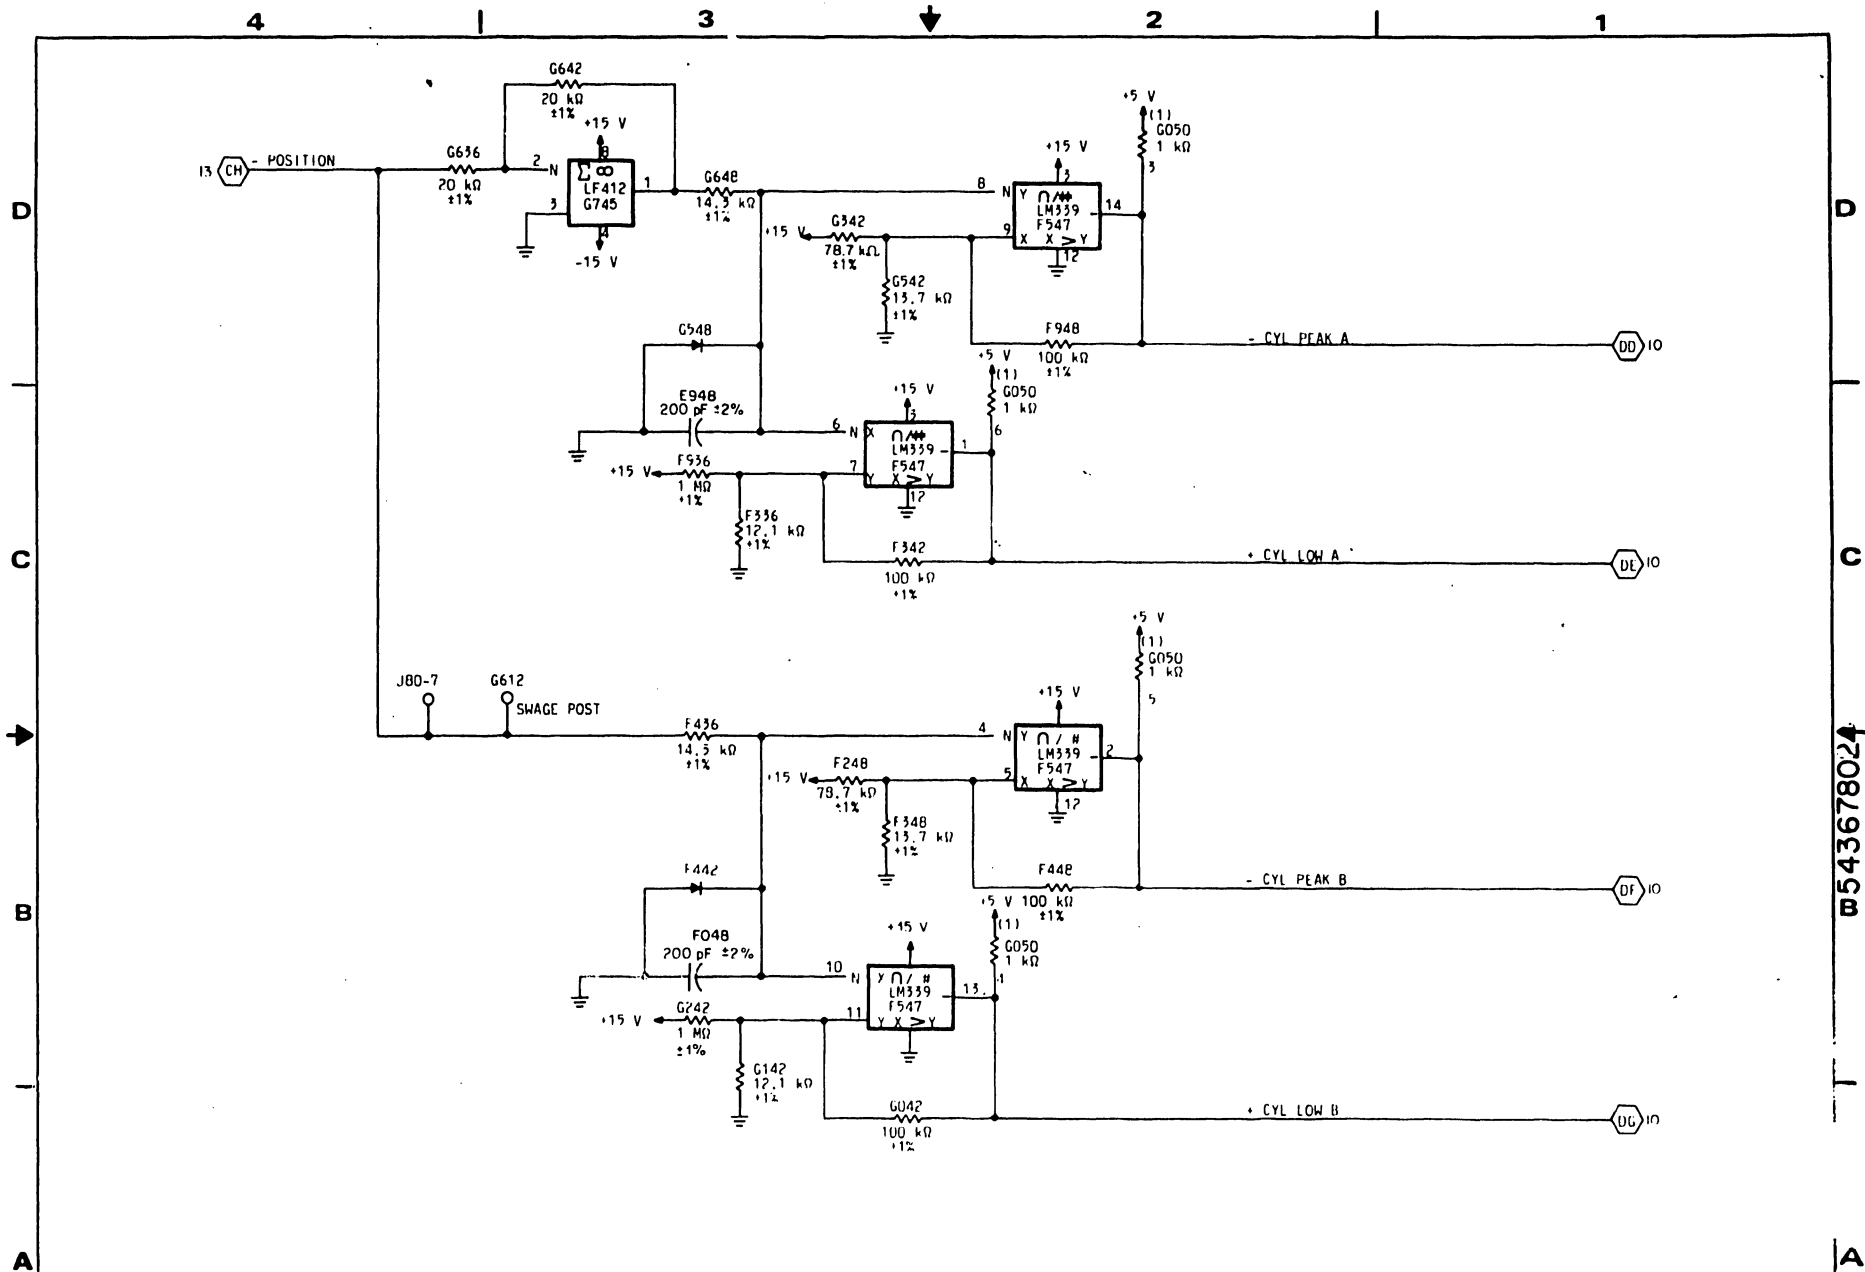 4 3 2 1
G642
20 kΩ
±1%
+15 V
8
13 CH - POSITION
G636
20 kΩ
±1%
2 N
3
Σ ∞
LF412
G745
1
4
-15 V
G648
14.3 kΩ
±1%
+15 V
G342
78.7 kΩ
±1%
G542
13.7 kΩ
±1%
8 N Y
9 X
+15 V
3
∩/#
LM339
F547
X > Y
12
14
+5 V
(1)
G050
1 kΩ
3
D D
F948
100 kΩ
±1%
- CYL PEAK A
DD 10
G548
E948
200 pF ±2%
+15 V
F936
1 MΩ
+1%
F336
12.1 kΩ
+1%
6 N X
7 Y
+15 V
3
∩/#
LM339
F547
X > Y
12
1
+5 V
(1)
G050
1 kΩ
6
F342
100 kΩ
+1%
+ CYL LOW A
DE 10
C C
J80-7
G612
SWAGE POST
F436
14.3 kΩ
±1%
+15 V
F248
78.7 kΩ
±1%
F348
13.7 kΩ
+1%
4 N Y
5 X
+15 V
∩/ #
LM339
F547
X > Y
12
2
+5 V
(1)
G050
1 kΩ
5
F448
100 kΩ
±1%
- CYL PEAK B
DF 10
F442
F048
200 pF ±2%
+15 V
G242
1 MΩ
±1%
G142
12.1 kΩ
+1%
10 N
11 Y
+15 V
∩/ #
LM339
F547
X > Y
13
+5 V
(1)
G050
1 kΩ
G042
100 kΩ
+1%
+ CYL LOW B
DG 10
B B
A A